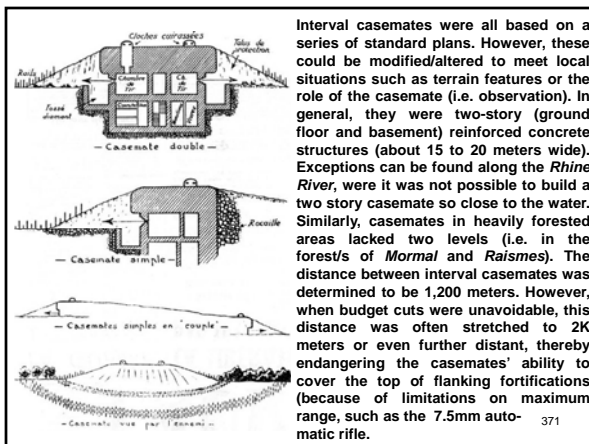 Cloches cuirassées
Talus de
protection
Rails
Chambre
de
Tir
Ch.
de
Tir
Fossé
diamant
— Casemate double —
Rocaille
— Casemate simple —
— Casemates simples en "couple" —
— Casemate vue par l'ennemi —
Interval casemates were all based on a
series of standard plans. However, these
could be modified/altered to meet local
situations such as terrain features or the
role of the casemate (i.e. observation). In
general, they were two-story (ground
floor and basement) reinforced concrete
structures (about 15 to 20 meters wide).
Exceptions can be found along the Rhine
River, were it was not possible to build a
two story casemate so close to the water.
Similarly, casemates in heavily forested
areas lacked two levels (i.e. in the
forest/s of Mormal and Raismes). The
distance between interval casemates was
determined to be 1,200 meters. However,
when budget cuts were unavoidable, this
distance was often stretched to 2K
meters or even further distant, thereby
endangering the casemates' ability to
cover the top of flanking fortifications
(because of limitations on maximum
range, such as the 7.5mm auto-
matic rifle.
371